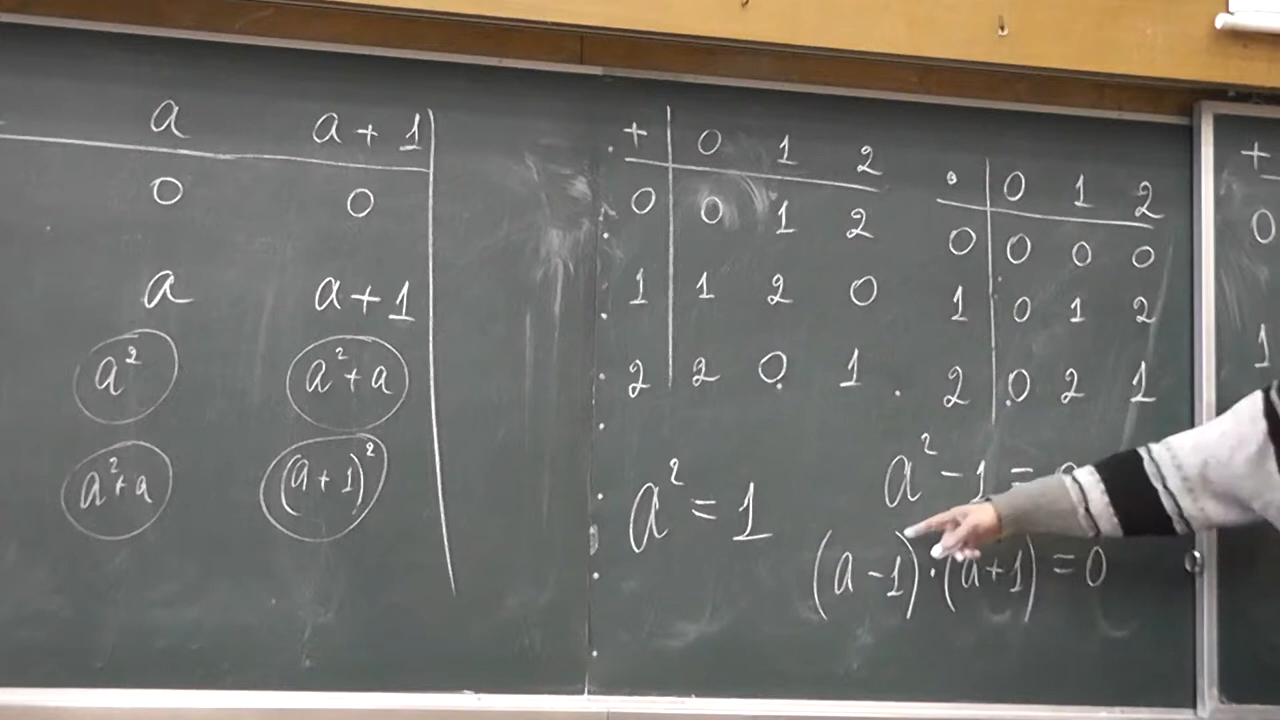 a a + 1
0 0
a a + 1
a² a² + a
a² + a (a + 1)²
+ 0 1 2
0 0 1 2
1 1 2 0
2 2 0 1
· 0 1 2
0 0 0 0
1 0 1 2
2 0 2 1
a² = 1
a² - 1 =
(a - 1) · (a + 1) = 0
+
0
1